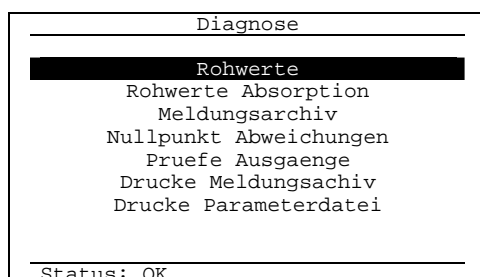 Diagnose
Rohwerte
Rohwerte Absorption
Meldungsarchiv
Nullpunkt Abweichungen
Pruefe Ausgaenge
Drucke Meldungsachiv
Drucke Parameterdatei
Status: OK